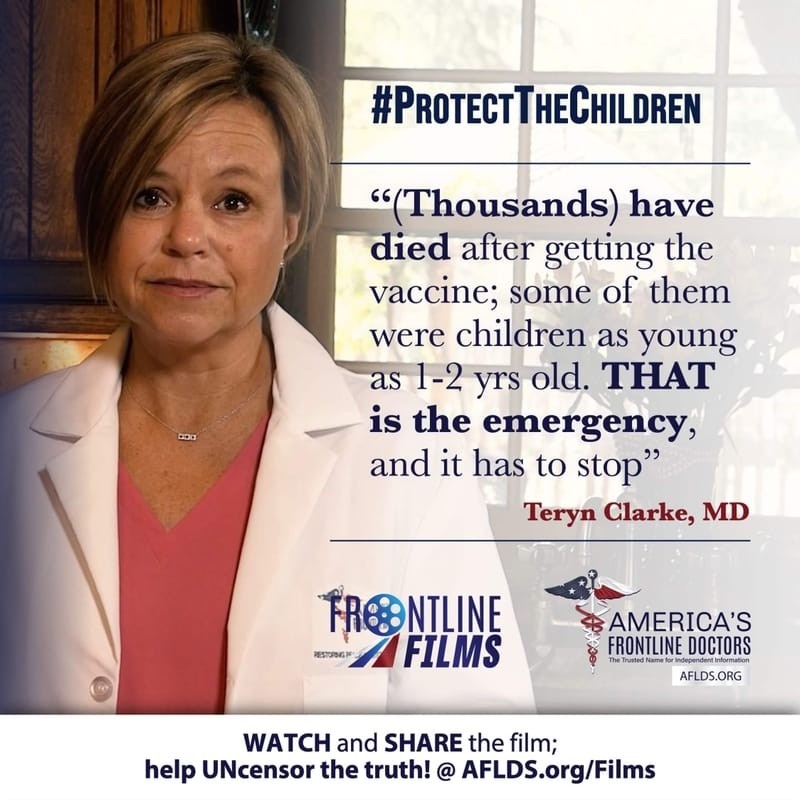 #ProtectTheChildren
“(Thousands) have
died after getting the
vaccine; some of them
were children as young
as 1-2 yrs old. THAT
is the emergency,
and it has to stop”
Teryn Clarke, MD
FRONTLINE
FILMS
RESTORING
AMERICA'S
FRONTLINE DOCTORS
The Trusted Name for Independent Information
AFLDS.ORG
WATCH and SHARE the film;
help UNcensor the truth! @ AFLDS.org/Films